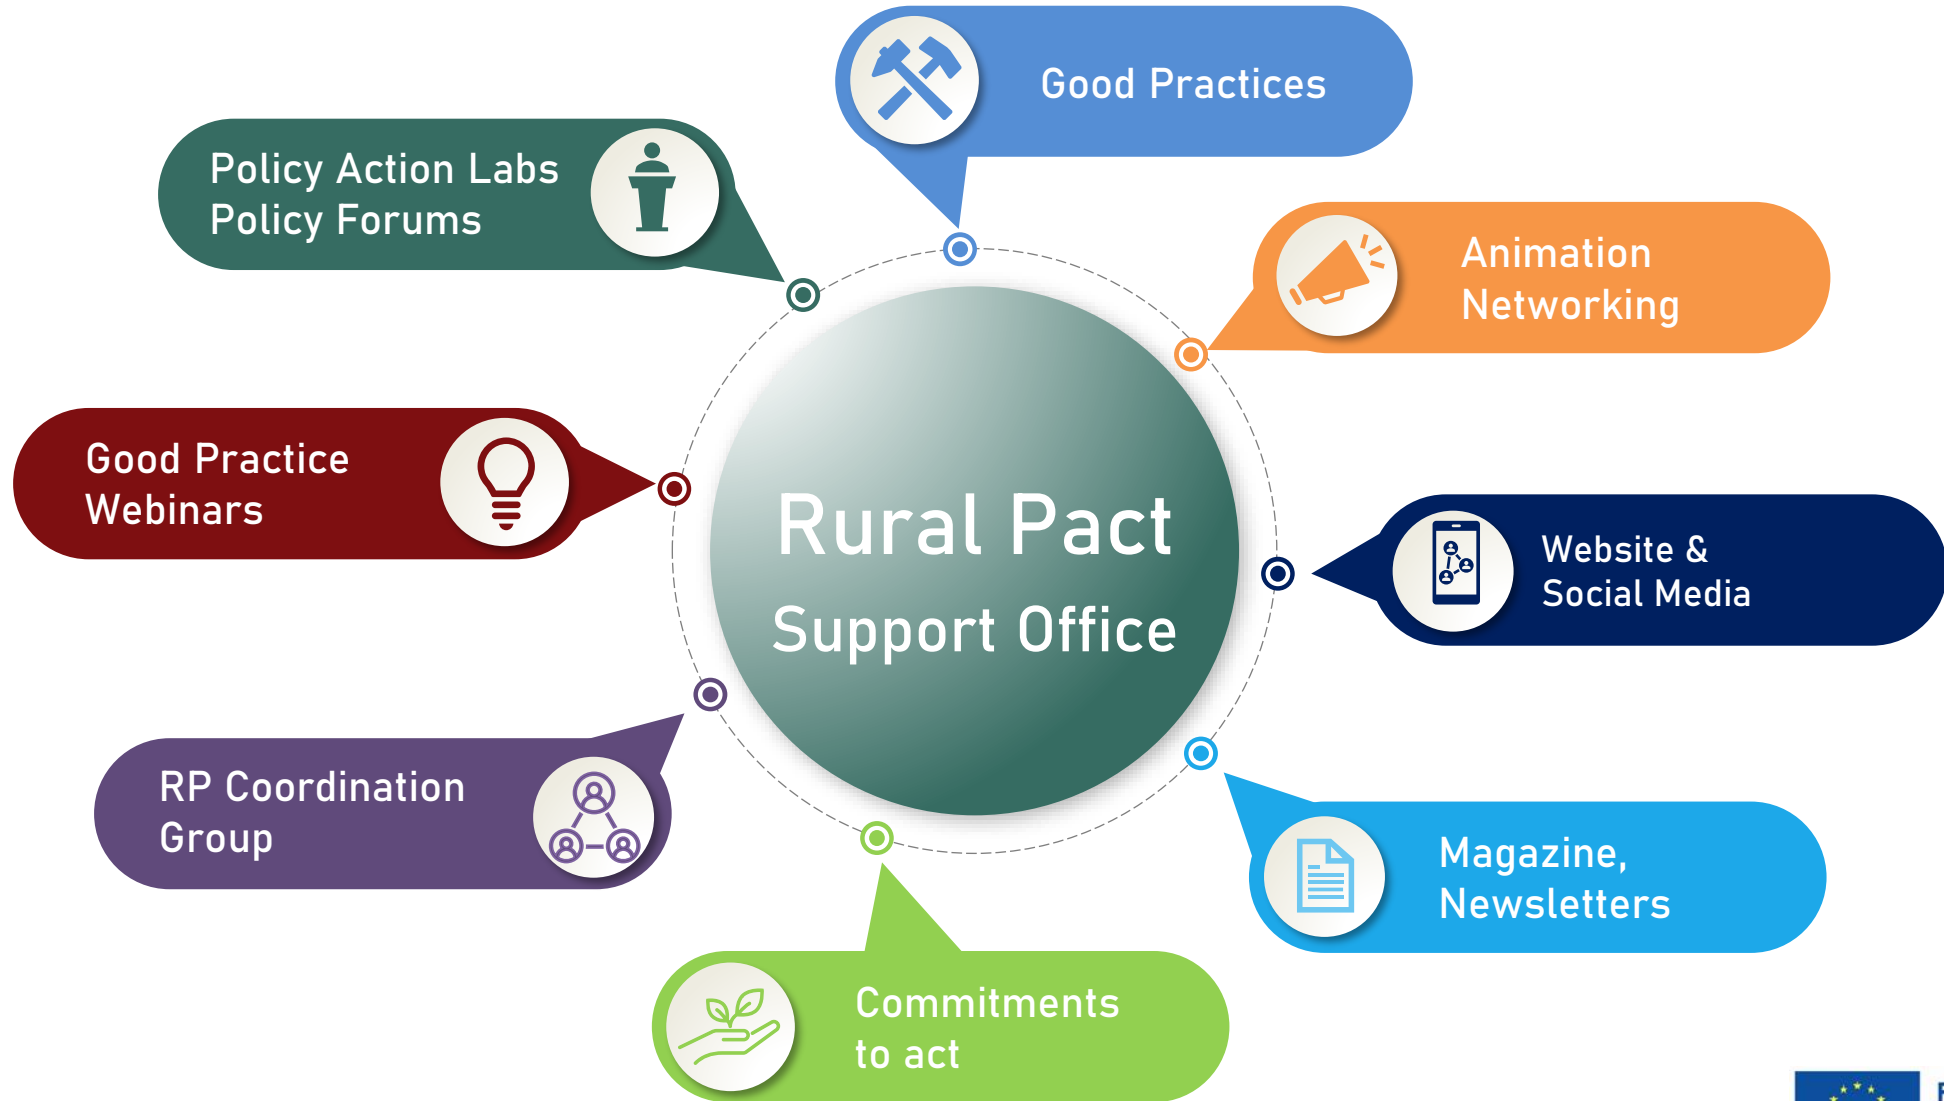 Good Practices
Policy Action Labs
Policy Forums
Animation
Networking
Good Practice
Webinars
Rural Pact
Support Office
Website &
Social Media
RP Coordination
Group
Magazine,
Newsletters
Commitments
to act